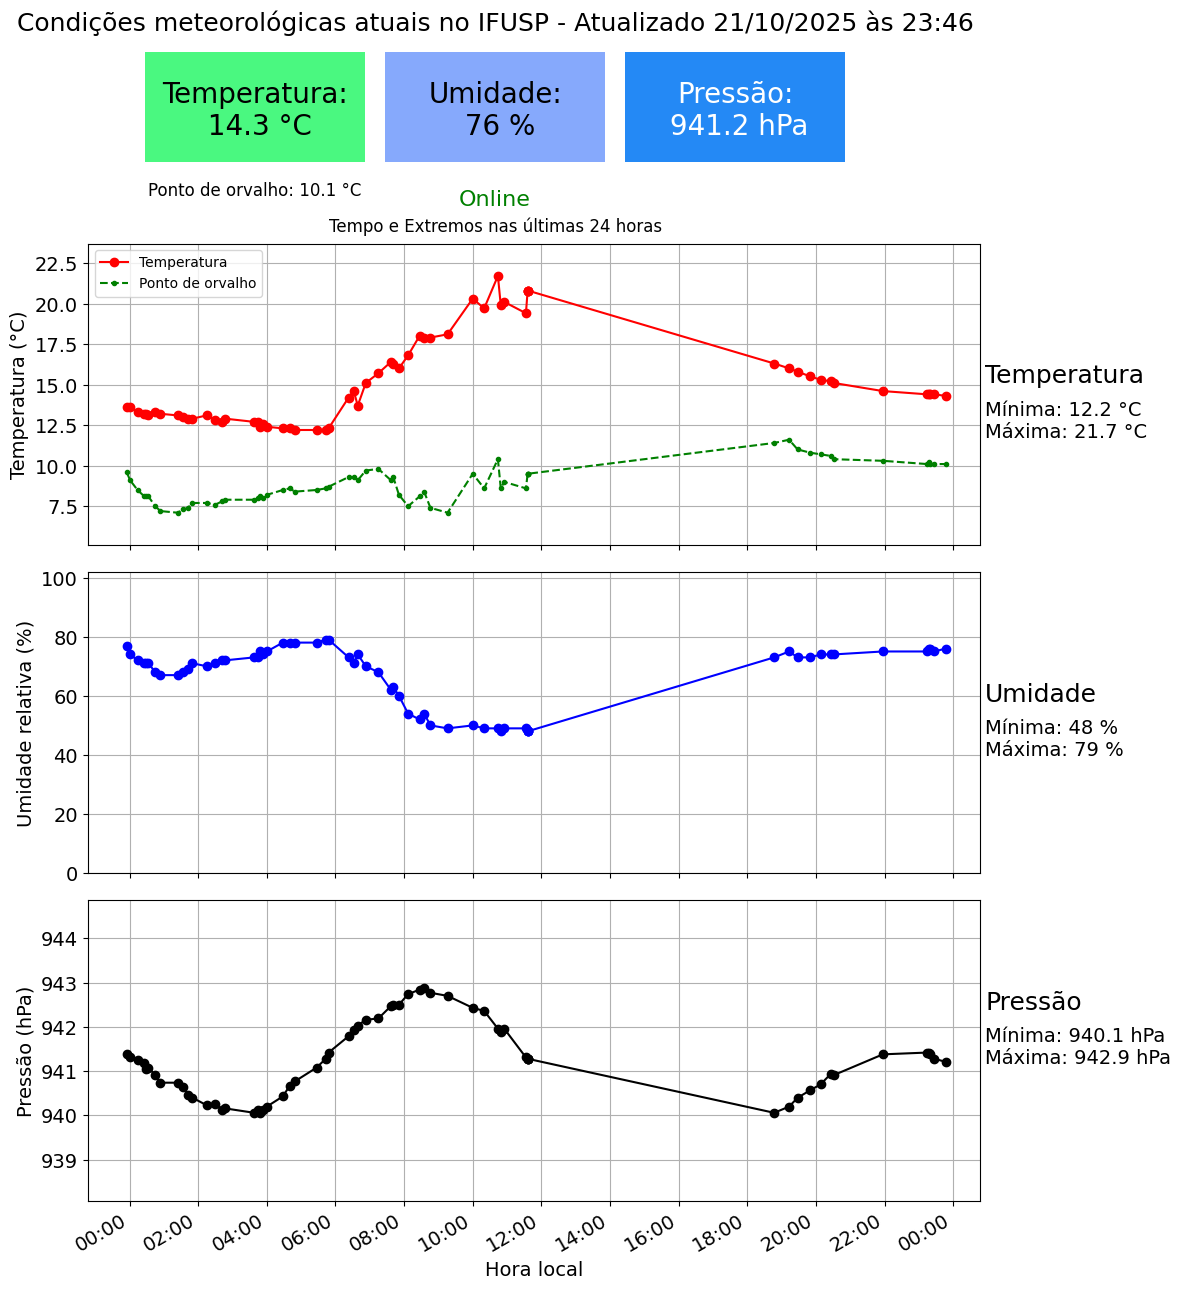 Condições meteorológicas atuais no IFUSP - Atualizado 21/10/2025 às 23:46
Temperatura:
14.3 °C
Umidade:
76 %
Pressão:
941.2 hPa
Ponto de orvalho: 10.1 °C
Online
Tempo e Extremos nas últimas 24 horas
Temperatura
Ponto de orvalho
Temperatura (°C)
22.5
20.0
17.5
15.0
12.5
10.0
7.5
Temperatura
Mínima: 12.2 °C
Máxima: 21.7 °C
Umidade relativa (%)
100
80
60
40
20
0
Umidade
Mínima: 48 %
Máxima: 79 %
Pressão (hPa)
944
943
942
941
940
939
Pressão
Mínima: 940.1 hPa
Máxima: 942.9 hPa
00:00 02:00 04:00 06:00 08:00 10:00 12:00 14:00 16:00 18:00 20:00 22:00 00:00
Hora local